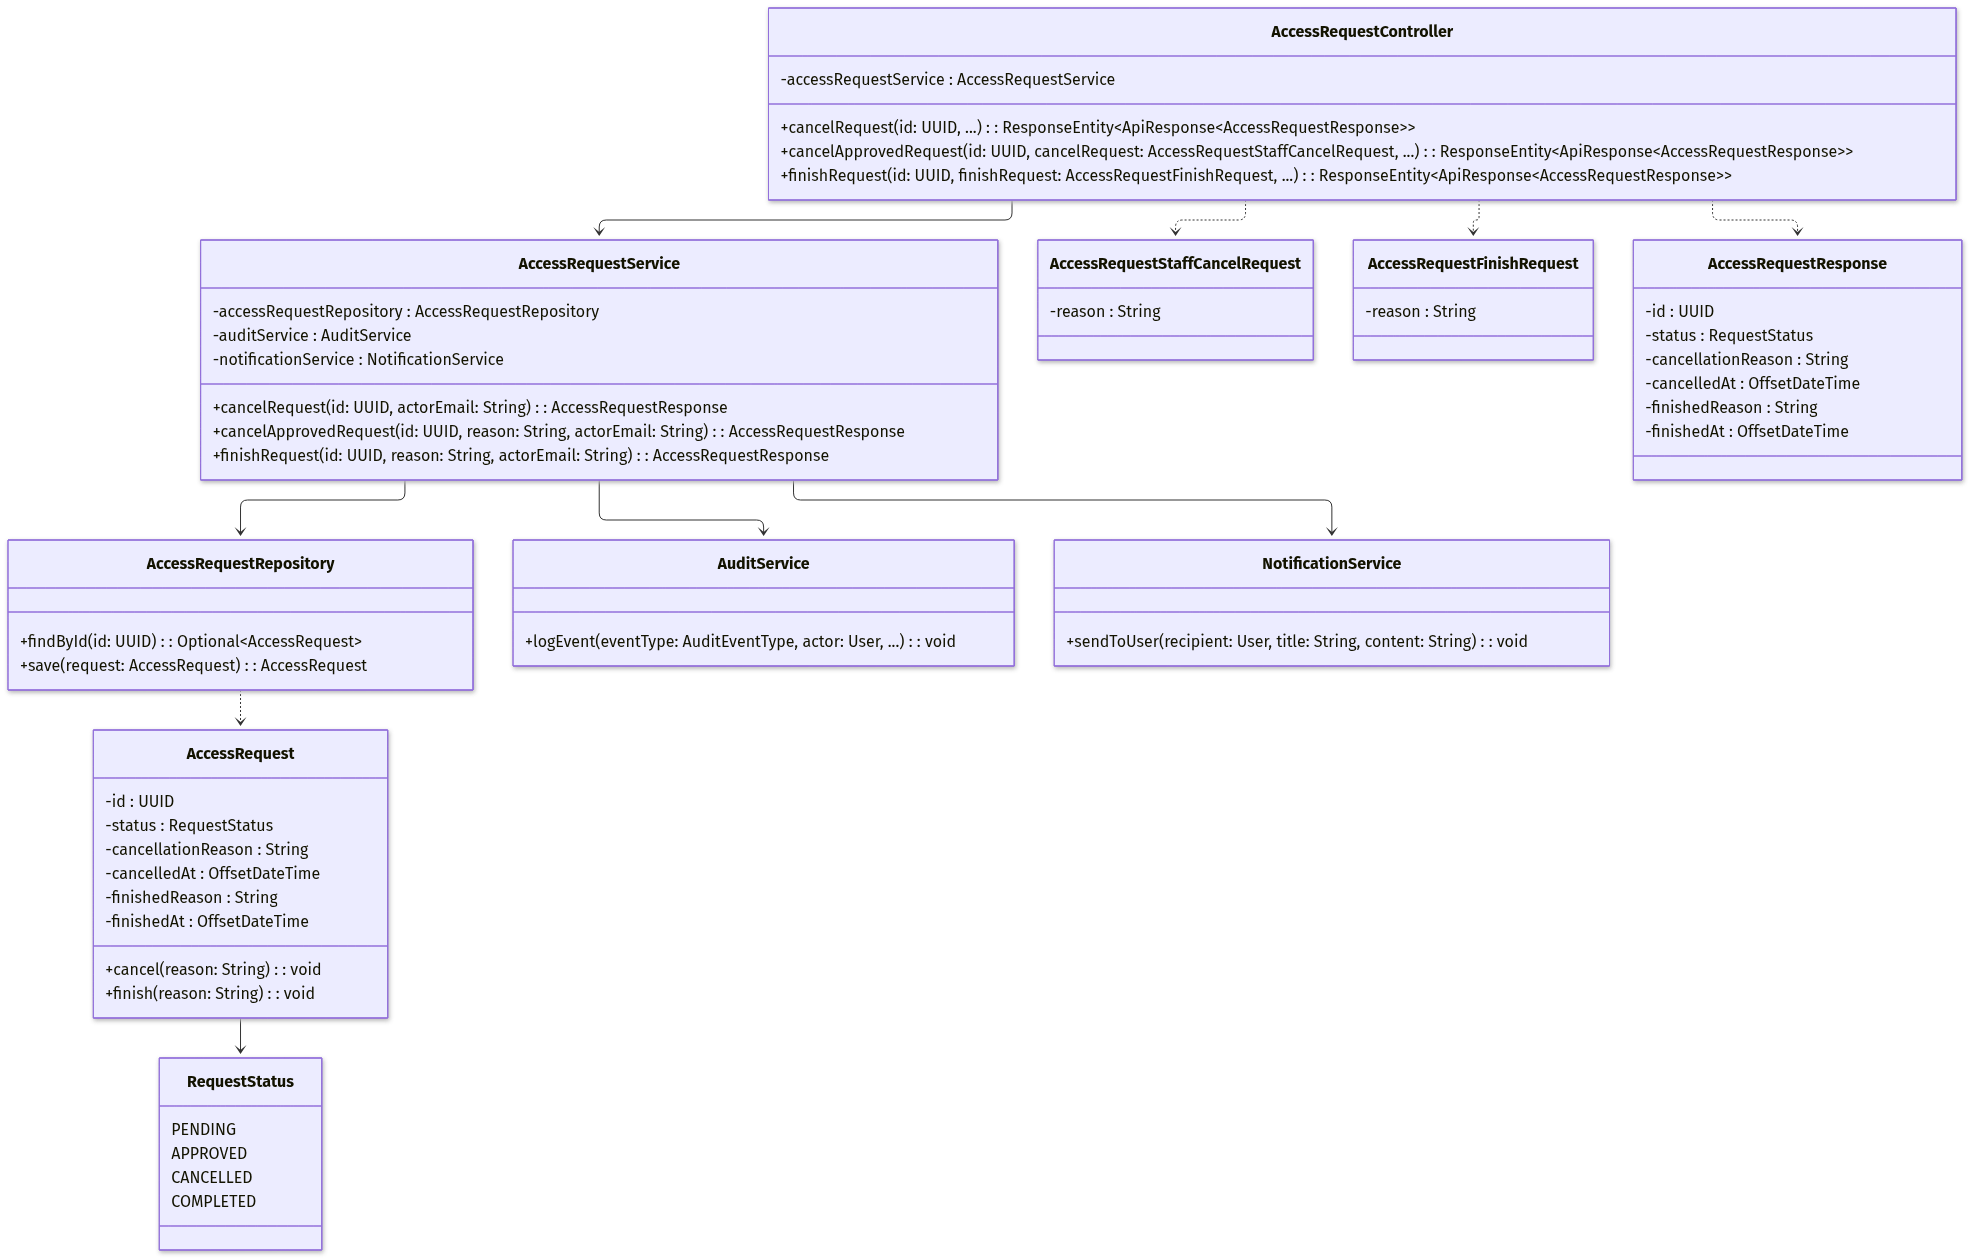 AccessRequestController
-accessRequestService : AccessRequestService
+cancelRequest(id: UUID, ...) : : ResponseEntity<ApiResponse<AccessRequestResponse>>
+cancelApprovedRequest(id: UUID, cancelRequest: AccessRequestStaffCancelRequest, ...) : : ResponseEntity<ApiResponse<AccessRequestResponse>>
+finishRequest(id: UUID, finishRequest: AccessRequestFinishRequest, ...) : : ResponseEntity<ApiResponse<AccessRequestResponse>>
AccessRequestService
-accessRequestRepository : AccessRequestRepository
-auditService : AuditService
-notificationService : NotificationService
+cancelRequest(id: UUID, actorEmail: String) : : AccessRequestResponse
+cancelApprovedRequest(id: UUID, reason: String, actorEmail: String) : : AccessRequestResponse
+finishRequest(id: UUID, reason: String, actorEmail: String) : : AccessRequestResponse
AccessRequestStaffCancelRequest
-reason : String
AccessRequestFinishRequest
-reason : String
AccessRequestResponse
-id : UUID
-status : RequestStatus
-cancellationReason : String
-cancelledAt : OffsetDateTime
-finishedReason : String
-finishedAt : OffsetDateTime
AccessRequestRepository
+findById(id: UUID) : : Optional<AccessRequest>
+save(request: AccessRequest) : : AccessRequest
AuditService
+logEvent(eventType: AuditEventType, actor: User, ...) : : void
NotificationService
+sendToUser(recipient: User, title: String, content: String) : : void
AccessRequest
-id : UUID
-status : RequestStatus
-cancellationReason : String
-cancelledAt : OffsetDateTime
-finishedReason : String
-finishedAt : OffsetDateTime
+cancel(reason: String) : : void
+finish(reason: String) : : void
RequestStatus
PENDING
APPROVED
CANCELLED
COMPLETED